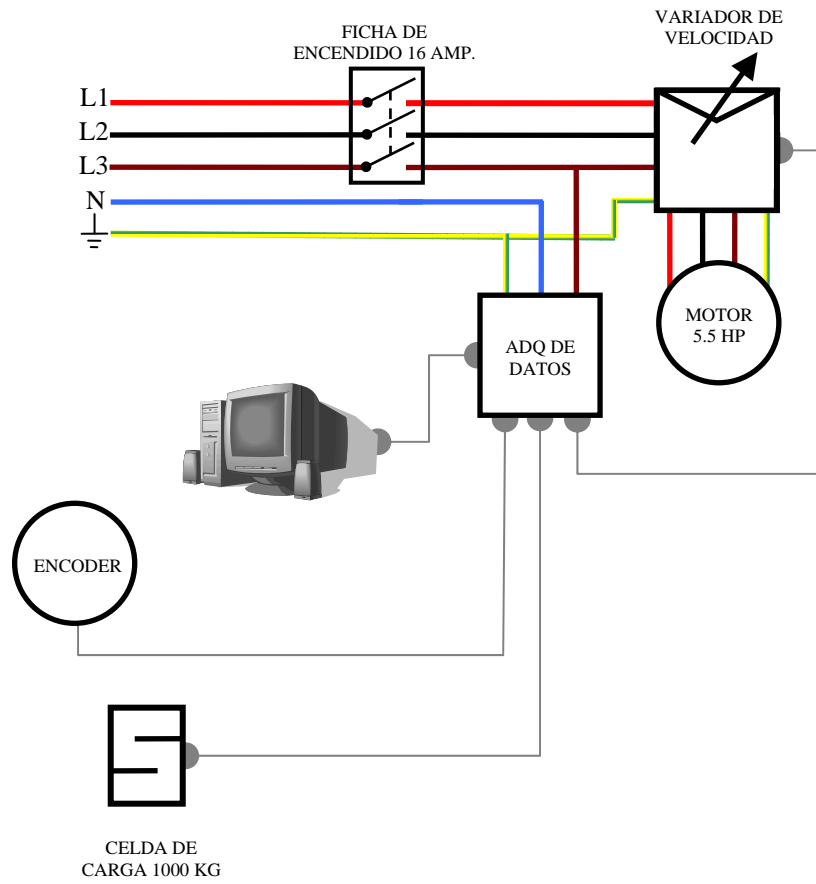 FICHA DE
ENCENDIDO 16 AMP.
VARIADOR DE
VELOCIDAD
L1
L2
L3
N
MOTOR
5.5 HP
ADQ DE
DATOS
ENCODER
CELDA DE
CARGA 1000 KG